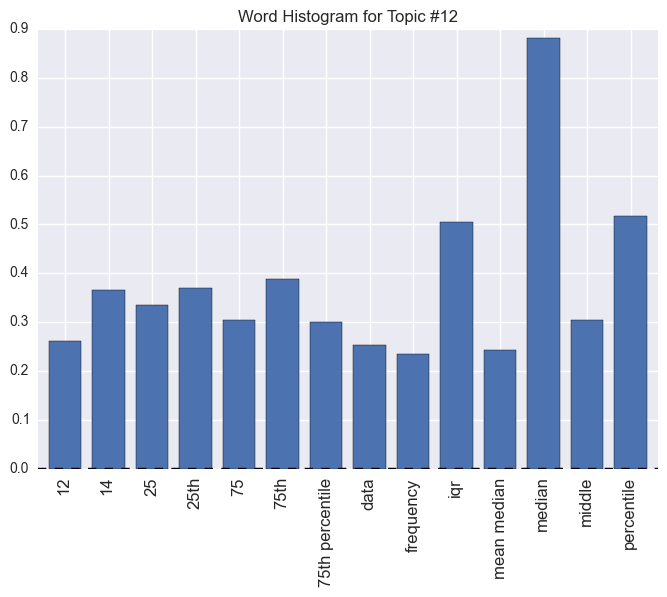 Word Histogram for Topic #12
0.9
0.8
0.7
0.6
0.5
0.4
0.3
0.2
0.1
0.0
12
14
25
25th
75
75th
75th percentile
data
frequency
iqr
mean median
median
middle
percentile